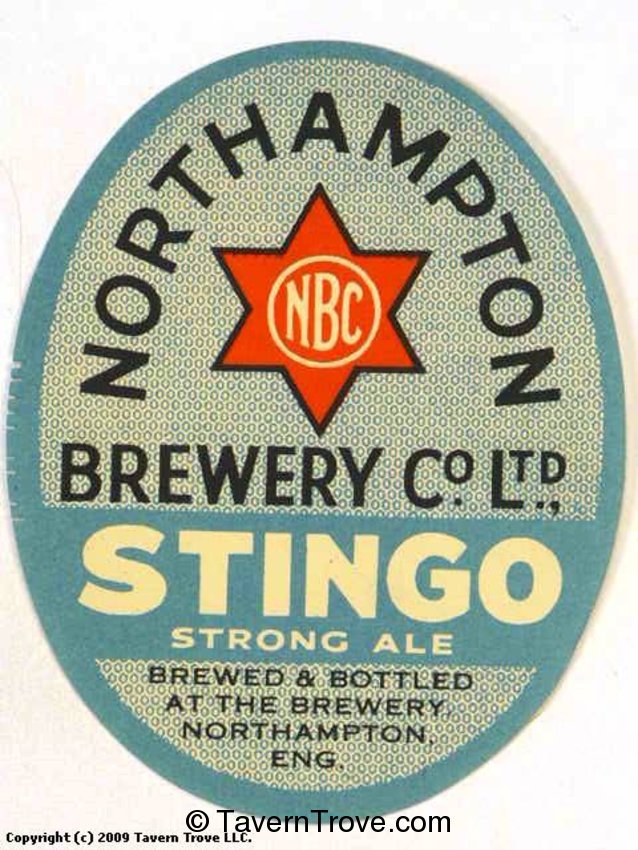 NORTHAMPTON
NBC
BREWERY CO. LTD.,
STINGO
STRONG ALE
BREWED & BOTTLED
AT THE BREWERY,
NORTHAMPTON,
ENG.
© TavernTrove.com
Copyright (c) 2009 Tavern Trove LLC.